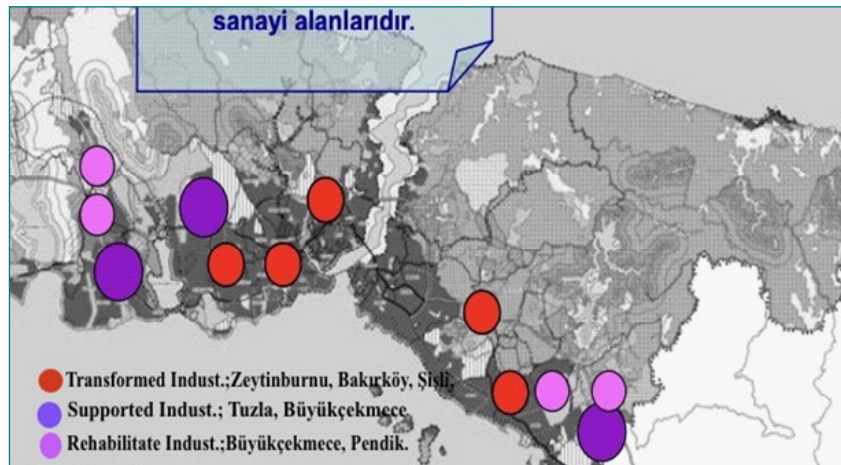 sanayi alanlarıdır.
Transformed Indust.;Zeytinburnu, Bakırköy, Şişli,
Supported Indust.; Tuzla, Büyükçekmece
Rehabilitate Indust.;Büyükçekmece, Pendik.